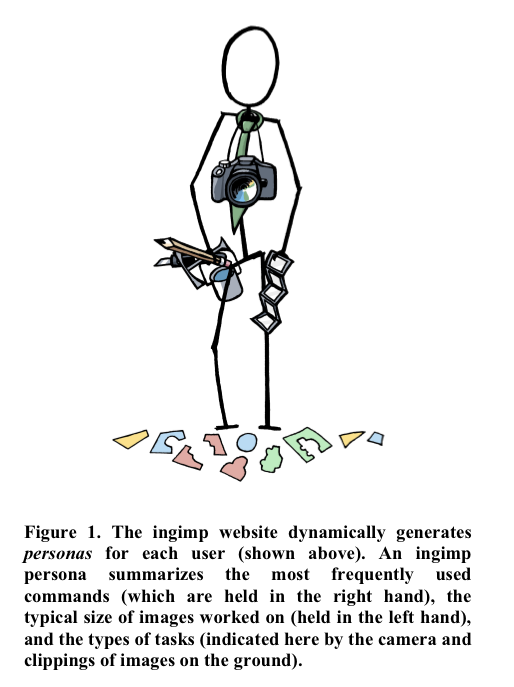 Figure 1. The ingimp website dynamically generates
personas for each user (shown above). An ingimp
persona summarizes the most frequently used
commands (which are held in the right hand), the
typical size of images worked on (held in the left hand),
and the types of tasks (indicated here by the camera and
clippings of images on the ground).